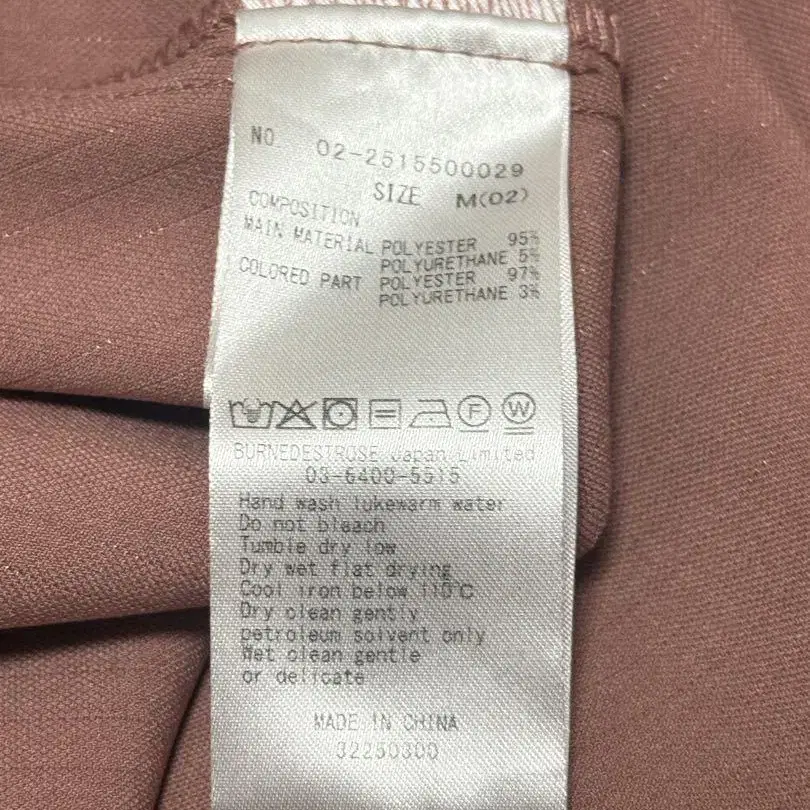 NO 02-2515500029
SIZE M(02)
COMPOSITION
MAIN MATERIAL POLYESTER 95%
POLYURETHANE 5%
COLORED PART POLYESTER 97%
POLYURETHANE 3%
F W
BURNEDESTROSE Japan Limited
03-6400-5515
Hand wash lukewarm water
Do not bleach
Tumble dry low
Dry wet flat drying
Cool iron below 110℃
Dry clean gently
petroleum solvent only
Wet clean gentle
or delicate
MADE IN CHINA
32250300